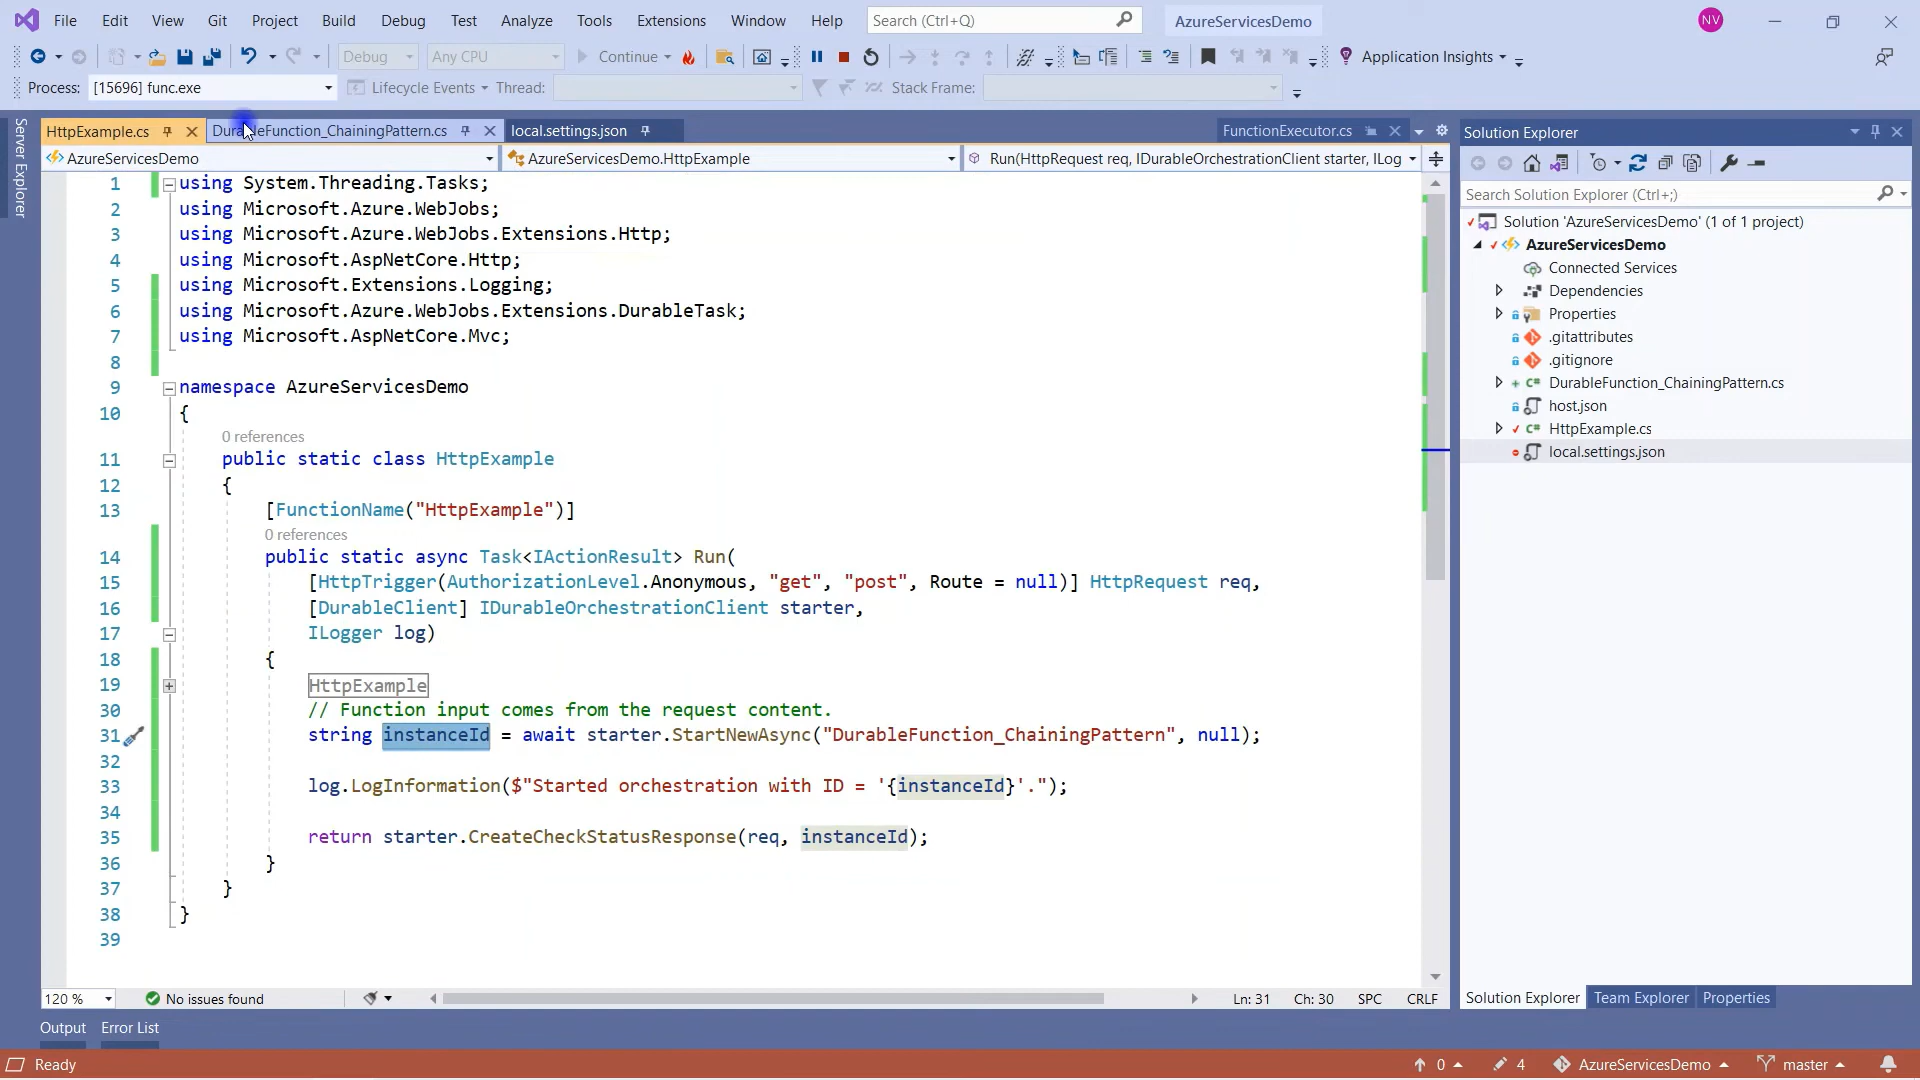 File Edit View Git Project Build Debug Test Analyze Tools Extensions Window Help Search (Ctrl+Q) AzureServicesDemo NV
Debug Any CPU Continue Application Insights
Process: [15696] func.exe Lifecycle Events Thread: Stack Frame:
Server Explorer
HttpExample.cs DurableFunction_ChainingPattern.cs local.settings.json FunctionExecutor.cs
AzureServicesDemo AzureServicesDemo.HttpExample Run(HttpRequest req, IDurableOrchestrationClient starter, ILog
1 using System.Threading.Tasks;
2 using Microsoft.Azure.WebJobs;
3 using Microsoft.Azure.WebJobs.Extensions.Http;
4 using Microsoft.AspNetCore.Http;
5 using Microsoft.Extensions.Logging;
6 using Microsoft.Azure.WebJobs.Extensions.DurableTask;
7 using Microsoft.AspNetCore.Mvc;
8
9 namespace AzureServicesDemo
10 {
0 references
11 public static class HttpExample
12 {
13 [FunctionName("HttpExample")]
0 references
14 public static async Task<IActionResult> Run(
15 [HttpTrigger(AuthorizationLevel.Anonymous, "get", "post", Route = null)] HttpRequest req,
16 [DurableClient] IDurableOrchestrationClient starter,
17 ILogger log)
18 {
19 HttpExample
30 // Function input comes from the request content.
31 string instanceId = await starter.StartNewAsync("DurableFunction_ChainingPattern", null);
32
33 log.LogInformation($"Started orchestration with ID = '{instanceId}'.");
34
35 return starter.CreateCheckStatusResponse(req, instanceId);
36 }
37 }
38 }
39
120 % No issues found Ln: 31 Ch: 30 SPC CRLF
Solution Explorer
Search Solution Explorer (Ctrl+;)
Solution 'AzureServicesDemo' (1 of 1 project)
AzureServicesDemo
Connected Services
Dependencies
Properties
.gitattributes
.gitignore
DurableFunction_ChainingPattern.cs
host.json
HttpExample.cs
local.settings.json
Solution Explorer Team Explorer Properties
Output Error List
Ready 0 4 AzureServicesDemo master